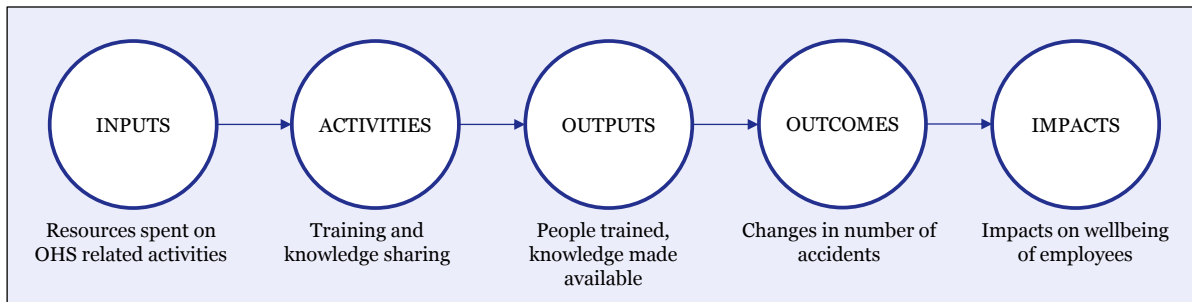 INPUTS
ACTIVITIES
OUTPUTS
OUTCOMES
IMPACTS
Resources spent on
OHS related activities
Training and
knowledge sharing
People trained,
knowledge made
available
Changes in number of
accidents
Impacts on wellbeing
of employees